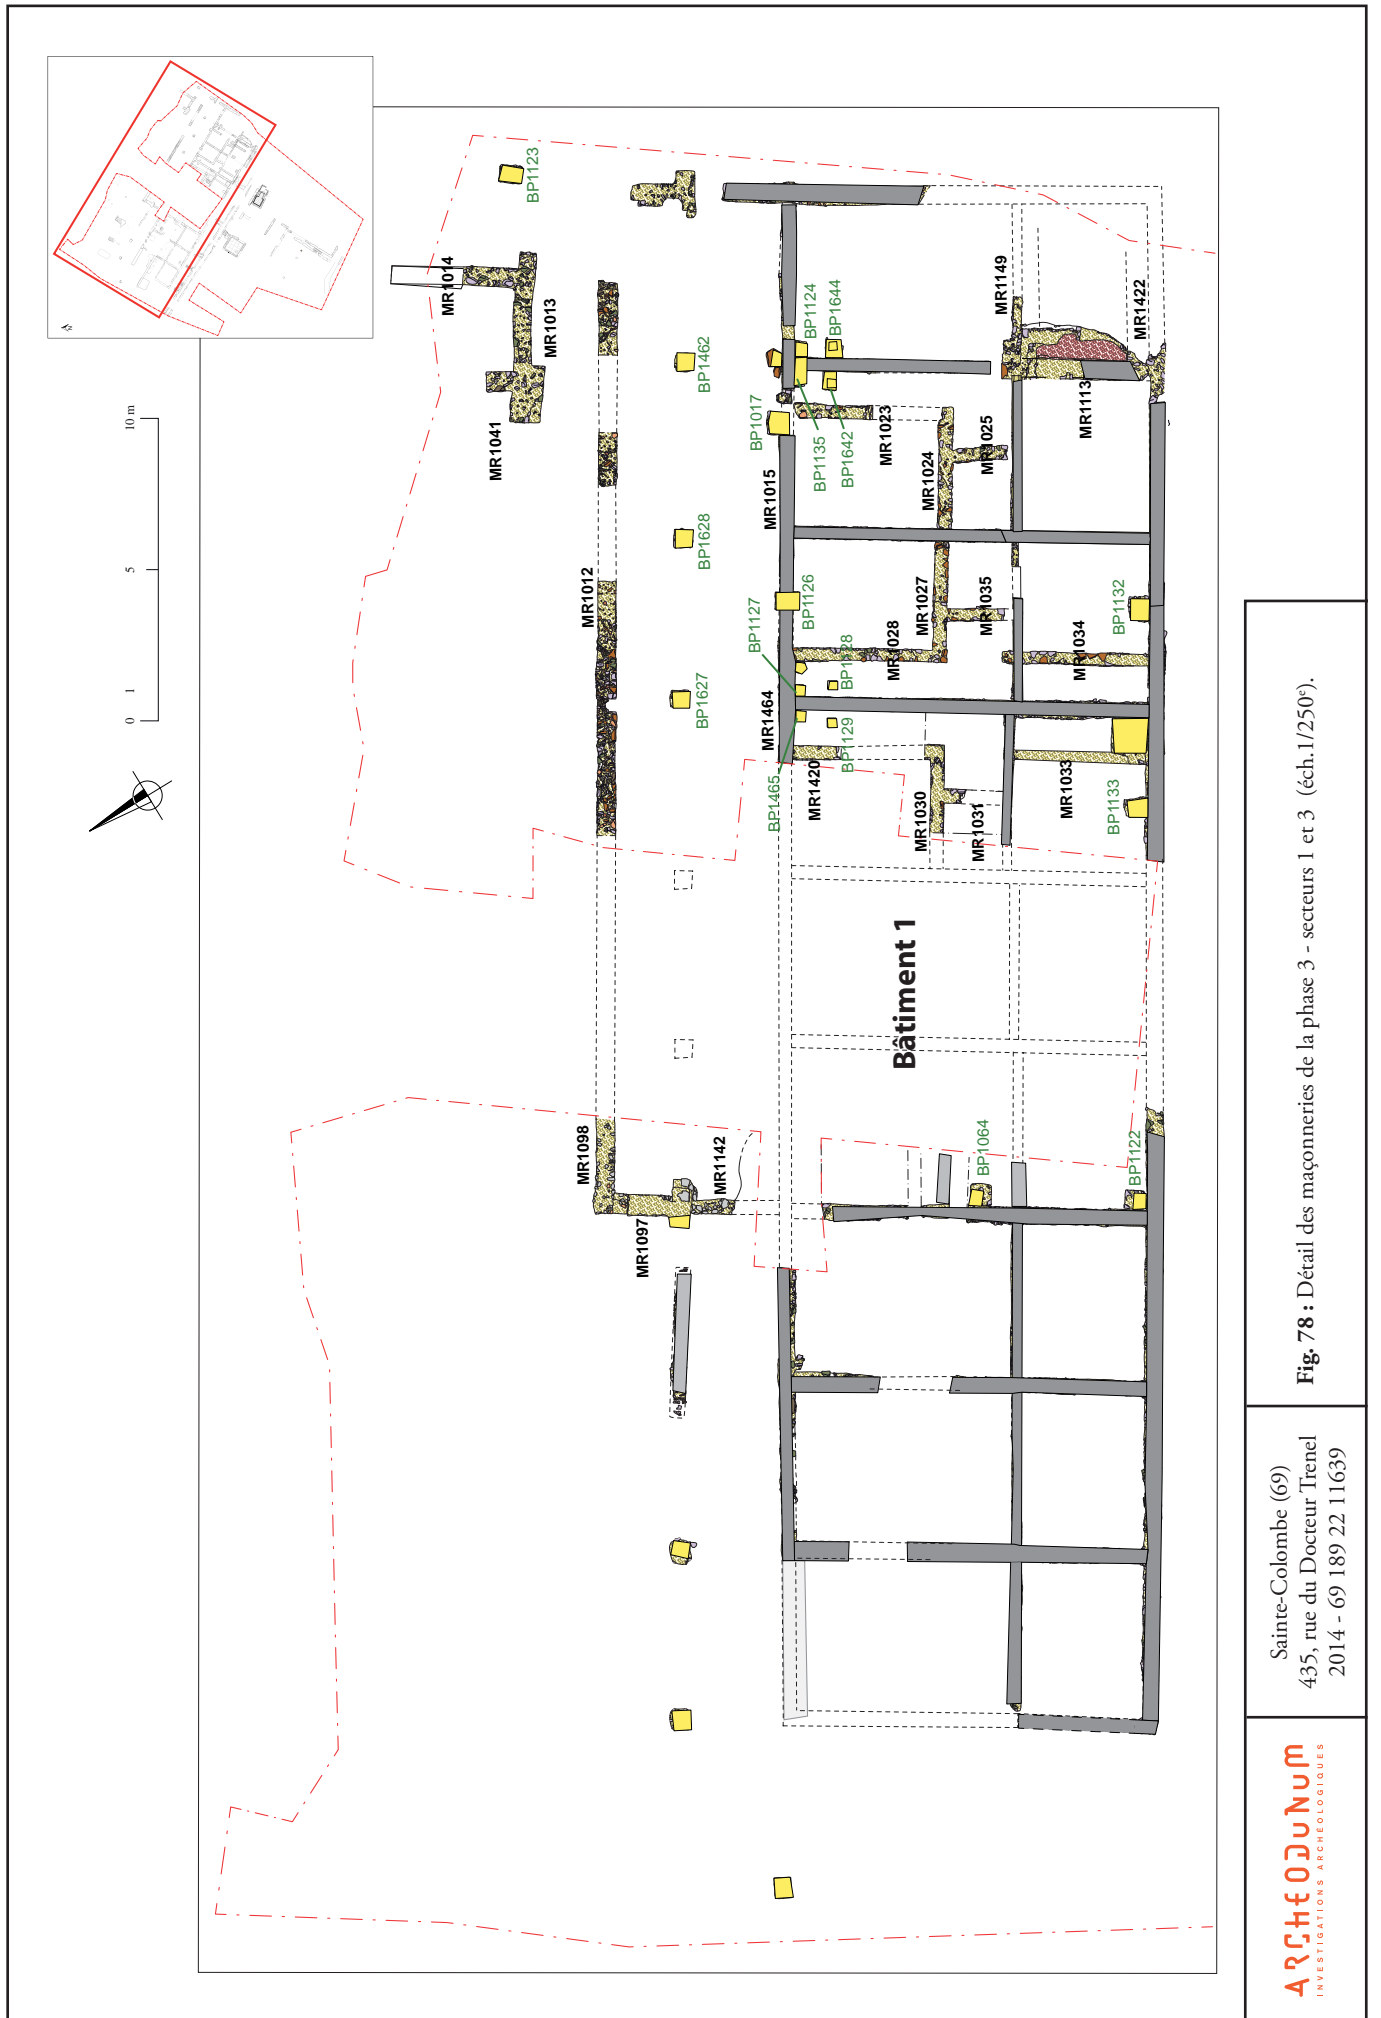 N
0 1 5 10 m
BP1123
MR1014
MR1013
MR1041
BP1462
BP1017
BP1124
BP1644
BP1135
BP1642
MR1023
MR1149
MR1422
MR1113
MR1025
MR1024
MR1015
BP1628
MR1012
BP1126
BP1127
MR1027
MR1035
BP1132
MR1028
MR1034
BP1627
MR1464
BP1129
BP1465
MR1420
MR1030
MR1031
MR1033
BP1133
Bâtiment 1
MR1098
MR1142
MR1097
BP1064
BP1122
Fig. 78 : Détail des maçonneries de la phase 3 - secteurs 1 et 3 (éch.1/250e).
Sainte-Colombe (69)
435, rue du Docteur Trenel
2014 - 69 189 22 11639
ARCHEODUNUM
INVESTIGATIONS ARCHÉOLOGIQUES